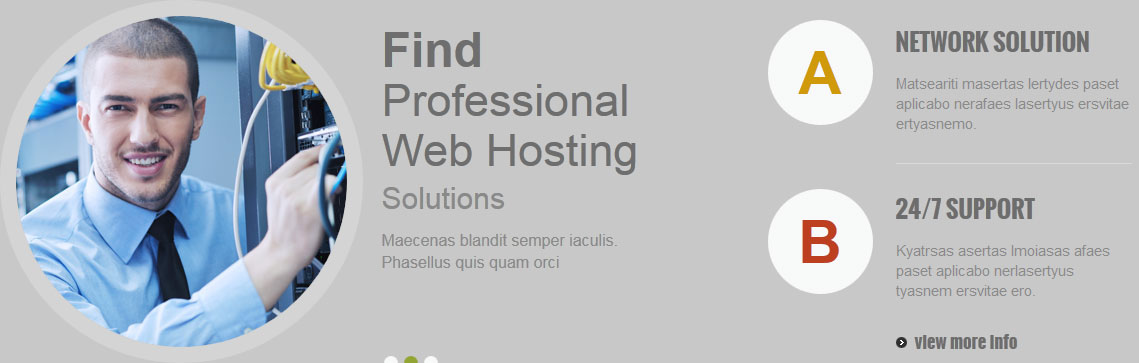 Find
Professional
Web Hosting
Solutions
Maecenas blandit semper iaculis.
Phasellus quis quam orci
A
NETWORK SOLUTION
Matseariti masertas lertydes paset
aplicabo nerafaes lasertyus ersvitae
ertyasnemo.
B
24/7 SUPPORT
Kyatrsas asertas lmoiasas afaes
paset aplicabo nerlasertyus
tyasnem ersvitae ero.
view more info